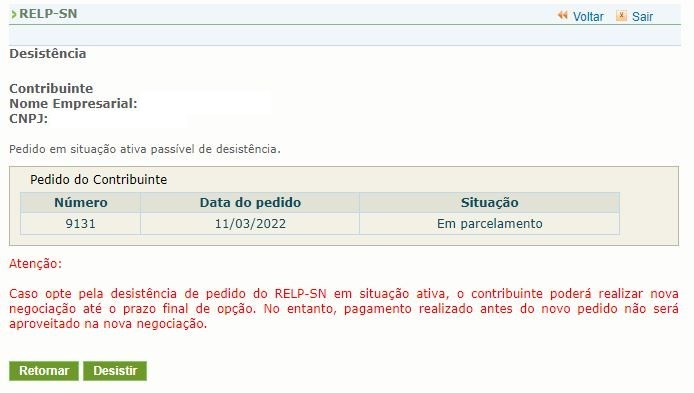 RELP-SN
Voltar Sair
Desistência
Contribuinte
Nome Empresarial:
CNPJ:
Pedido em situação ativa passível de desistência.
Pedido do Contribuinte
Número Data do pedido Situação
9131 11/03/2022 Em parcelamento
Atenção:
Caso opte pela desistência de pedido do RELP-SN em situação ativa, o contribuinte poderá realizar nova
negociação até o prazo final de opção. No entanto, pagamento realizado antes do novo pedido não será
aproveitado na nova negociação.
Retornar Desistir